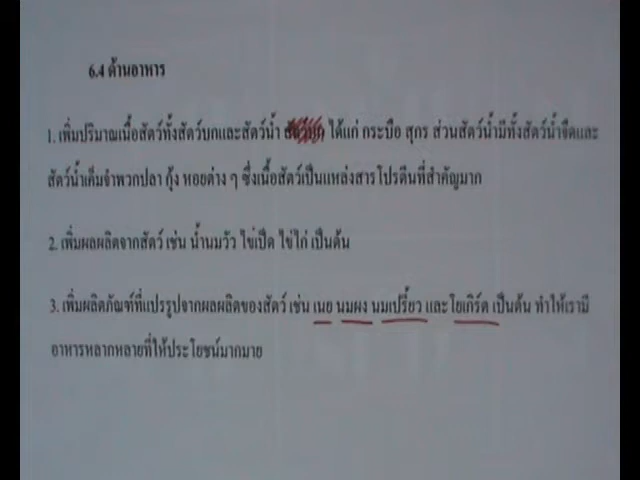 6.4 ด้านอาหาร
1. เพิ่มปริมาณเนื้อสัตว์ทั้งสัตว์บกและสัตว์น้ำ สัตว์บก ได้แก่ กระบือ สุกร ส่วนสัตว์น้ำมีทั้งสัตว์น้ำจืดและ
สัตว์น้ำเค็มจำพวกปลา กุ้ง หอยต่าง ๆ ซึ่งเนื้อสัตว์เป็นแหล่งสารโปรตีนที่สำคัญมาก
2. เพิ่มผลผลิตจากสัตว์ เช่น น้ำนมวัว ไข่เป็ด ไข่ไก่ เป็นต้น
3. เพิ่มผลิตภัณฑ์ที่แปรรูปจากผลผลิตของสัตว์ เช่น เนย นมผง นมเปรี้ยว และ โยเกิร์ต เป็นต้น ทำให้เรามี
อาหารหลากหลายที่ให้ประโยชน์มากมาย